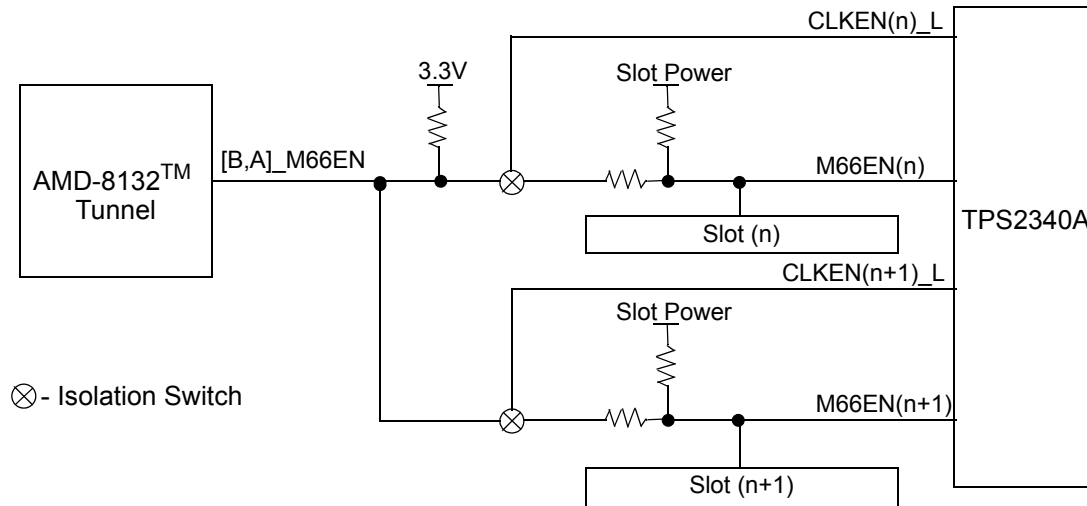 CLKEN(n)_L
3.3V
Slot Power
[B,A]_M66EN
AMD-8132TM
Tunnel
M66EN(n)
TPS2340A
Slot (n)
CLKEN(n+1)_L
Slot Power
- Isolation Switch
M66EN(n+1)
Slot (n+1)